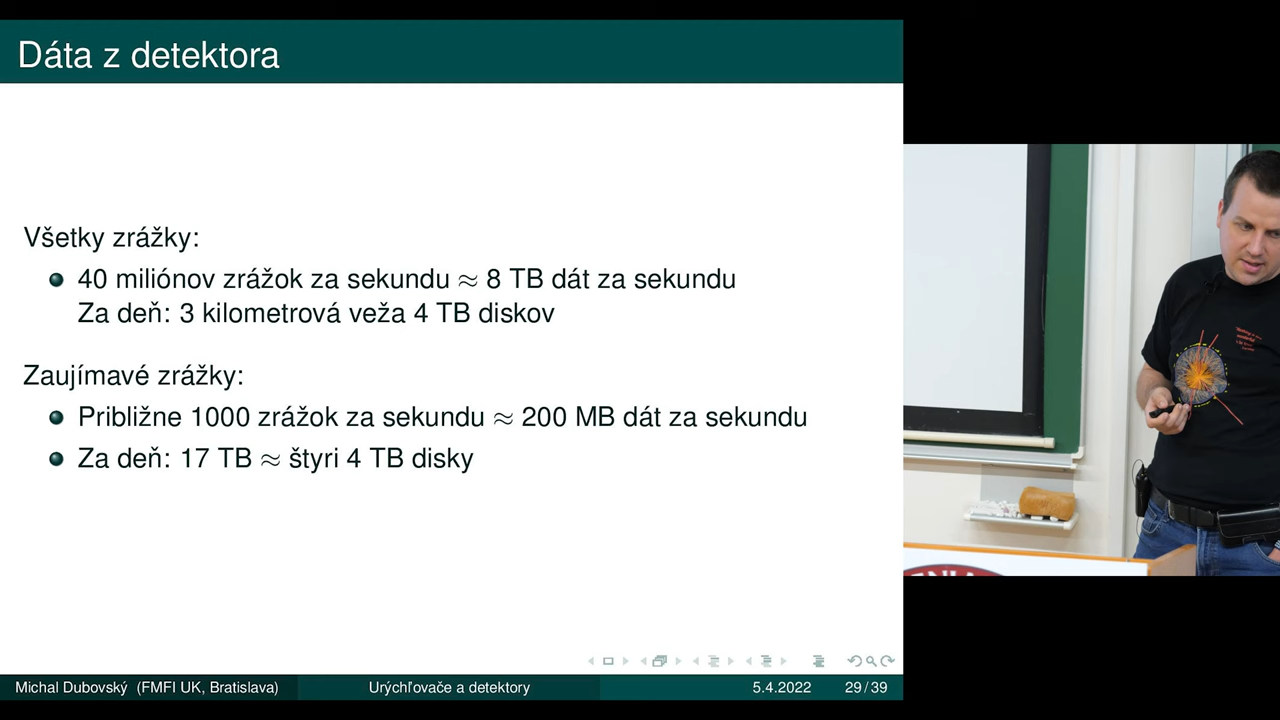 Dáta z detektora
Všetky zrážky:
40 miliónov zrážok za sekundu ≈ 8 TB dát za sekundu
Za deň: 3 kilometrová veža 4 TB diskov
Zaujímavé zrážky:
Približne 1000 zrážok za sekundu ≈ 200 MB dát za sekundu
Za deň: 17 TB ≈ štyri 4 TB disky
Michal Dubovský (FMFI UK, Bratislava) Urýchľovače a detektory 5.4.2022 29/39